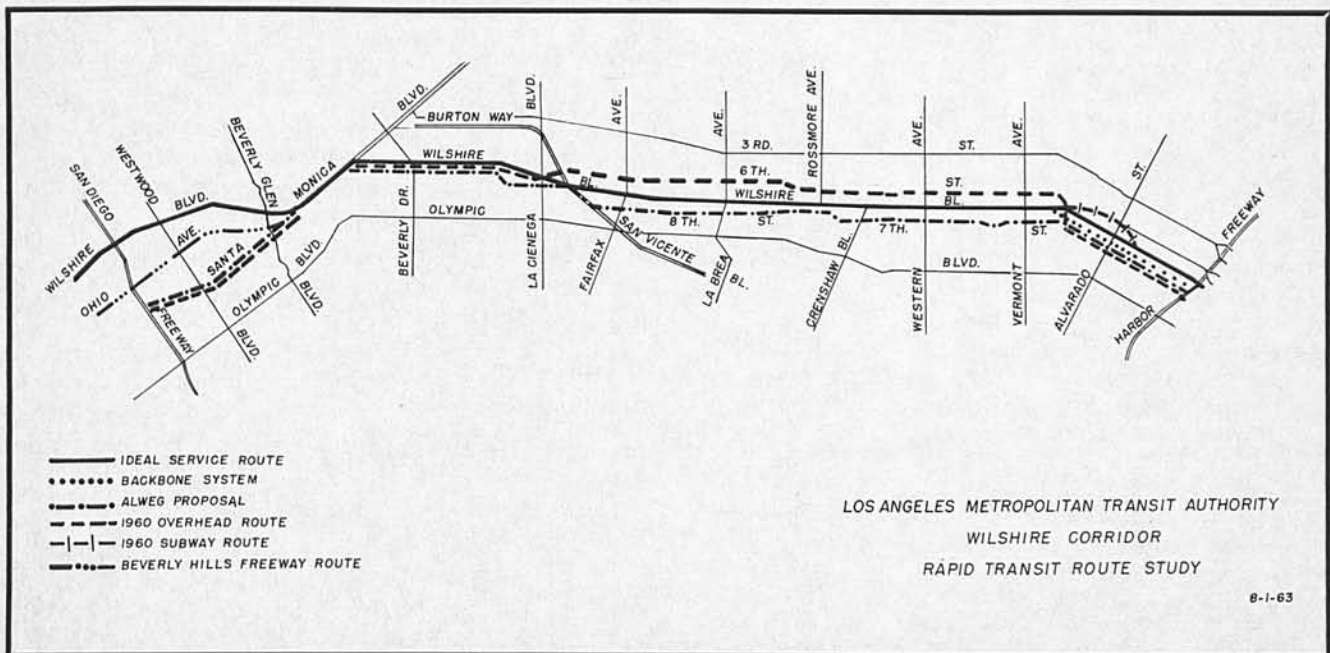 BLVD.
BURTON WAY
BLVD.
AVE.
AVE.
ROSSMORE AVE.
AVE.
AVE.
3 RD.
ST.
ST.
SAN DIEGO
WESTWOOD
BEVERLY GLEN
MONICA
WILSHIRE
6 TH.
ST.
BL.
WILSHIRE
BL.
BLVD.
AVE.
SANTA
BLVD.
OLYMPIC
8 TH.
ST.
7 TH.
ST.
FREEWAY
WILSHIRE
OHIO
OLYMPIC
BEVERLY DR.
LA CIENEGA
FAIRFAX
SAN VICENTE
LA BREA
BL.
CRENSHAW BL.
WESTERN
BLVD.
VERMONT
ALVARADO
HARBOR
FREEWAY
BLVD.
BLVD.
IDEAL SERVICE ROUTE
BACKBONE SYSTEM
ALWEG PROPOSAL
1960 OVERHEAD ROUTE
1960 SUBWAY ROUTE
BEVERLY HILLS FREEWAY ROUTE
LOS ANGELES METROPOLITAN TRANSIT AUTHORITY
WILSHIRE CORRIDOR
RAPID TRANSIT ROUTE STUDY
8-1-63